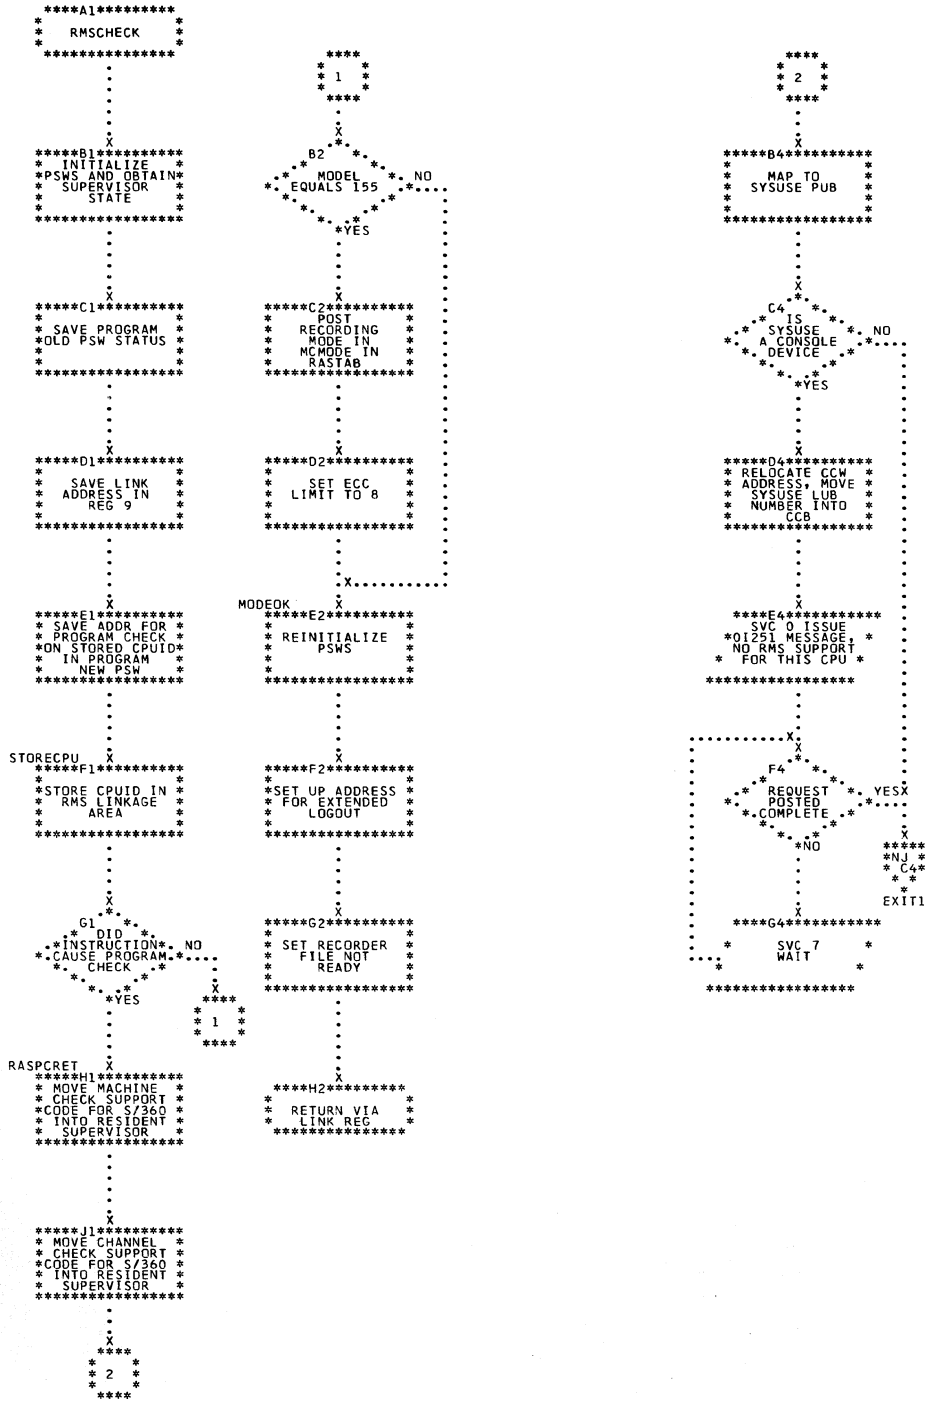 ****A1*********
RMSCHECK
1
2
*****B1**********
INITIALIZE
PSWS AND OBTAIN
SUPERVISOR
STATE
B2
MODEL
EQUALS 155
NO
YES
*****B4**********
MAP TO
SYSUSE PUB
*****C1**********
SAVE PROGRAM
OLD PSW STATUS
*****C2**********
POST
RECORDING
MODE IN
MCMODE IN
RASTAB
C4
IS
SYSUSE
A CONSOLE
DEVICE
NO
YES
*****D1**********
SAVE LINK
ADDRESS IN
REG 9
*****D2**********
SET ECC
LIMIT TO 8
*****D4**********
RELOCATE CCW
ADDRESS, MOVE
SYSUSE LUB
NUMBER INTO
CCB
*****E1**********
SAVE ADDR FOR
PROGRAM CHECK
ON STORED CPUID
IN PROGRAM
NEW PSW
MODEOK
*****E2**********
REINITIALIZE
PSWS
****E4***********
SVC 0 ISSUE
0I25I MESSAGE,
NO RMS SUPPORT
FOR THIS CPU
STORECPU
*****F1**********
STORE CPUID IN
RMS LINKAGE
AREA
*****F2**********
SET UP ADDRESS
FOR EXTENDED
LOGOUT
F4
REQUEST
POSTED
COMPLETE
YES
NO
NJ
C4
EXIT1
G1
DID
INSTRUCTION
CAUSE PROGRAM
CHECK
NO
YES
1
*****G2**********
SET RECORDER
FILE NOT
READY
****G4***********
SVC 7
WAIT
RASPCRET
*****H1**********
MOVE MACHINE
CHECK SUPPORT
CODE FOR S/360
INTO RESIDENT
SUPERVISOR
****H2*********
RETURN VIA
LINK REG
*****J1**********
MOVE CHANNEL
CHECK SUPPORT
CODE FOR S/360
INTO RESIDENT
SUPERVISOR
2